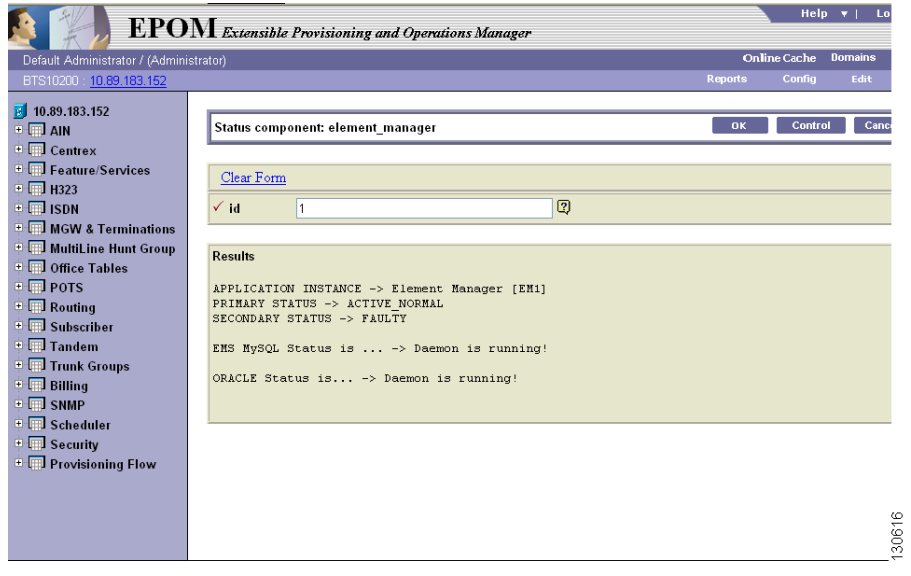 Help | Lo
EPOM Extensible Provisioning and Operations Manager
Default Administrator / (Administrator)
Online Cache Domains
BTS10200 : 10.89.183.152
Reports Config Edit
10.89.183.152
AIN
Centrex
Feature/Services
H323
ISDN
MGW & Terminations
MultiLine Hunt Group
Office Tables
POTS
Routing
Subscriber
Tandem
Trunk Groups
Billing
SNMP
Scheduler
Security
Provisioning Flow
Status component: element_manager
OK Control Canc
Clear Form
id 1 ?
Results
APPLICATION INSTANCE -> Element Manager [EM1]
PRIMARY STATUS -> ACTIVE_NORMAL
SECONDARY STATUS -> FAULTY
EMS MySQL Status is ... -> Daemon is running!
ORACLE Status is... -> Daemon is running!
130616